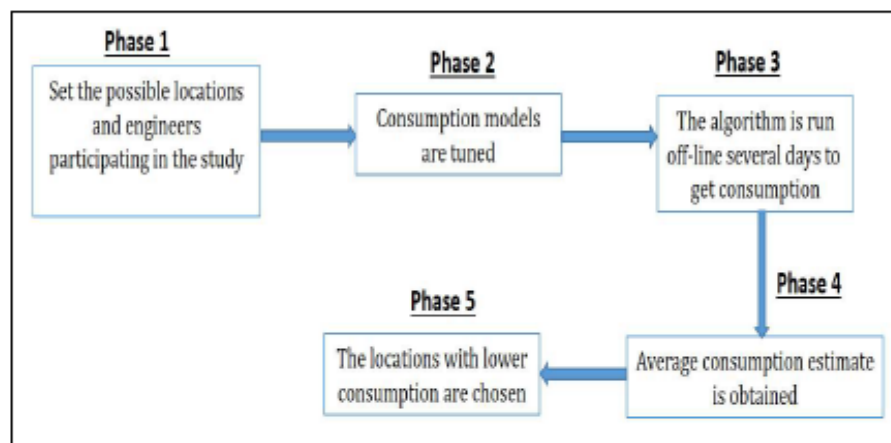 Phase 1
Set the possible locations
and engineers
participating in the study
Phase 2
Consumption models
are tuned
Phase 3
The algorithm is run
off-line several days to
get consumption
Phase 4
Average consumption estimate
is obtained
Phase 5
The locations with lower
consumption are chosen